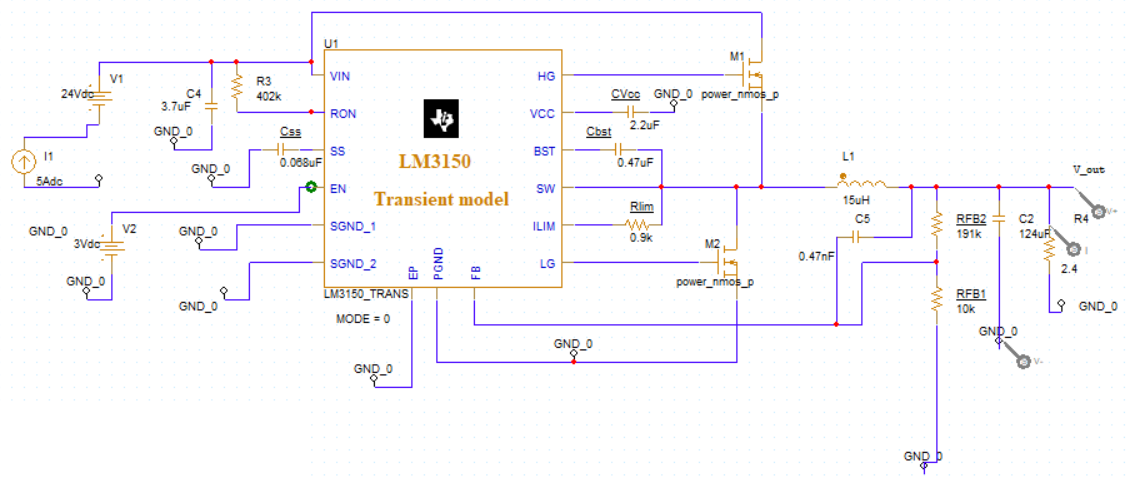 U1
V1
24Vdc
C4
3.7uF
R3
402k
GND_0
I1
5Adc
VIN
RON
SS
EN
SGND_1
SGND_2
EP
PGND
FB
HG
VCC
BST
SW
ILIM
LG
LM3150
Transient model
LM3150_TRANS
MODE = 0
Css
0.068uF
GND_0
V2
3Vdc
GND_0
GND_0
GND_0
GND_0
GND_0
GND_0
M1
power_nmos_p
CVcc
GND_0
2.2uF
Cbst
0.47uF
Rlim
0.9k
M2
power_nmos_p
L1
15uH
C5
0.47nF
RFB2
191k
RFB1
10k
C2
124uF
V_out
R4
2.4
GND_0
GND_0
GND_0
V+
I
V-